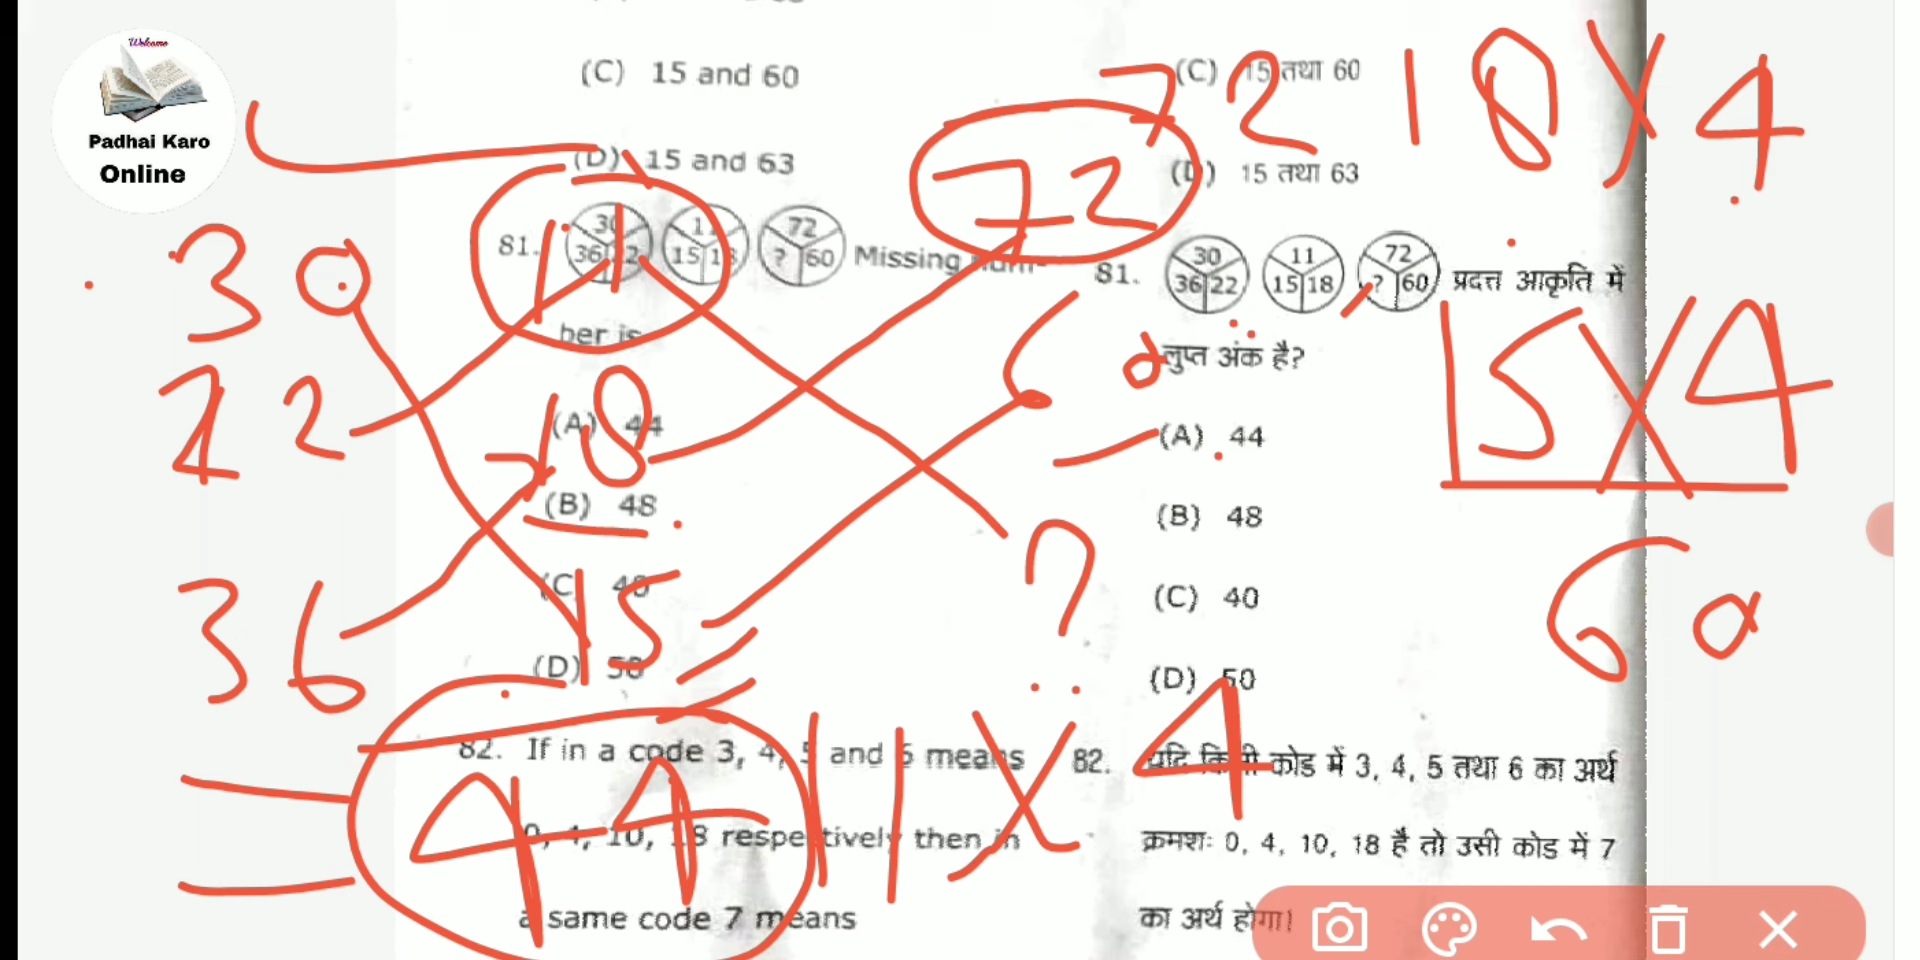 Welcome
Padhai Karo
Online
(C) 15 and 60
(D) 15 and 63
81. 30 36 22 11 15 18 72 ? 60 Missing num-
ber is
(A) 44
(B) 48
(C) 40
(D) 50
82. If in a code 3, 4, 5 and 6 means
0, 4, 10, 18 respectively then in
a same code 7 means
(C) 15 तथा 60
(D) 15 तथा 63
81. 30 36 22 11 15 18 72 ? 60 प्रदत्त आकृति में
लुप्त अंक है?
(A) 44
(B) 48
(C) 40
(D) 50
82. यदि किसी कोड में 3, 4, 5 तथा 6 का अर्थ
क्रमशः 0, 4, 10, 18 है तो उसी कोड में 7
का अर्थ होगा।
30
22
36
11
18
15
72
60
?
72 18 X 4
15 X 4
60
44 11 X 4